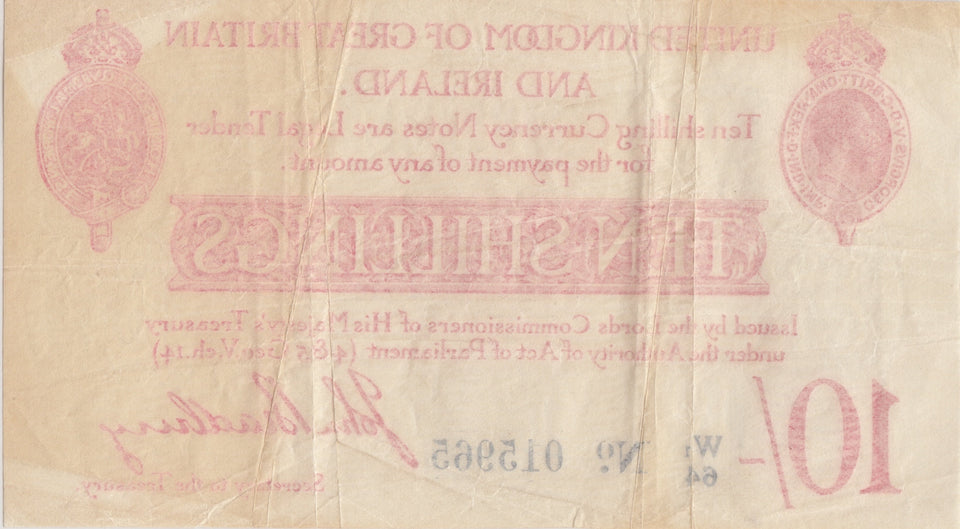 UNITED KINGDOM OF GREAT BRITAIN
AND IRELAND.
Ten shilling Currency Notes are Legal Tender
for the payment of any amount.
TEN SHILLINGS
Issued by the Lords Commissioners of His Majesty's Treasury
under the Authority of Act of Parliament (4 & 5 Geo. V. ch. 14)
10/-
W1
64
No. 015965
John Bradbury
Secretary to the Treasury